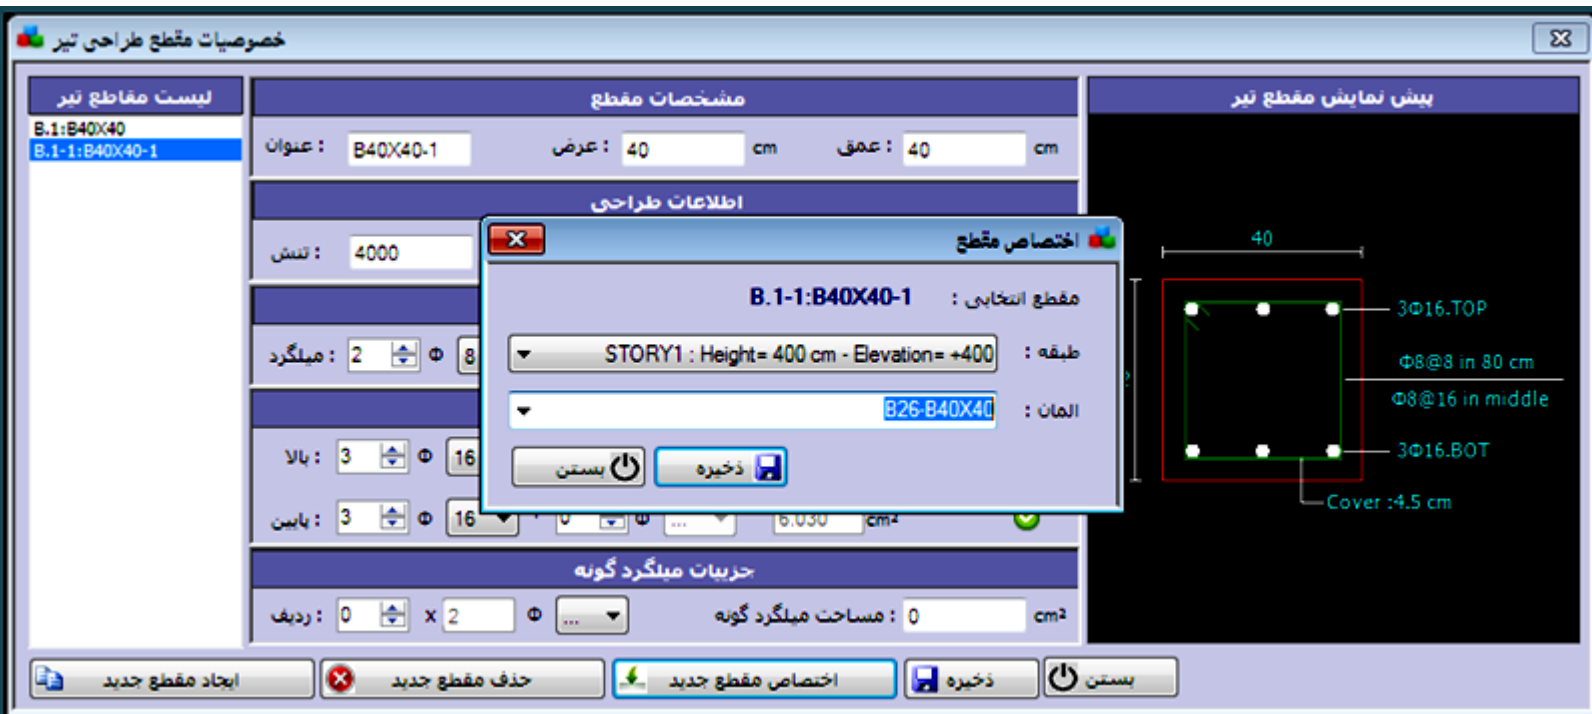 خصوصیات مقطع طراحی تیر
لیست مقاطع تیر
B.1:B40X40
B.1-1:B40X40-1
مشخصات مقطع
عنوان : B40X40-1 عرض : 40 cm عمق : 40 cm
اطلاعات طراحی
تنش : 4000
میلگرد : 2 Φ 8
بالا : 3 Φ 16
پایین : 3 Φ 16 0 Φ ... 6.030 cm²
جزییات میلگرد گونه
ردیف : 0 x 2 Φ ... مساحت میلگرد گونه : 0 cm²
اختصاص مقطع
مقطع انتخابی : B.1-1:B40X40-1
طبقه : STORY1 : Height= 400 cm - Elevation= +400
المان : B26-B40X40
ذخیره بستن
پیش نمایش مقطع تیر
40
3Φ16.TOP
Φ8@8 in 80 cm
Φ8@16 in middle
3Φ16.BOT
Cover :4.5 cm
ایجاد مقطع جدید حذف مقطع جدید اختصاص مقطع جدید ذخیره بستن